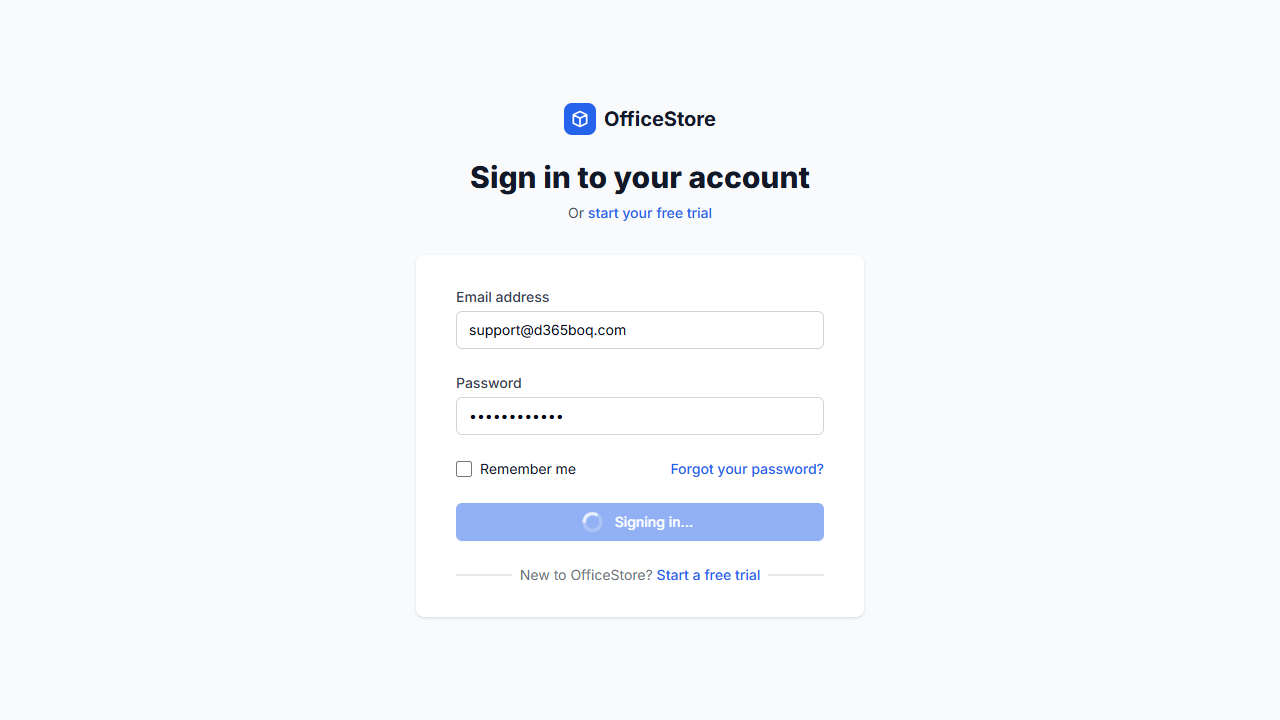 OfficeStore
Sign in to your account
Or start your free trial
Email address
support@d365boq.com
Password
••••••••••••
Remember me
Forgot your password?
Signing in...
New to OfficeStore? Start a free trial